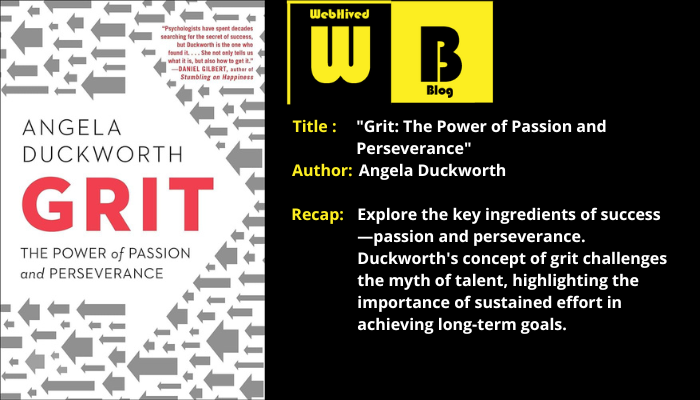 "Psychologists have spent decades
searching for the secret of success,
but Duckworth is the one who
found it. . . . She not only tells us
what it is, but also how to get it."
—DANIEL GILBERT, author of
Stumbling on Happiness
ANGELA
DUCKWORTH
GRIT
THE POWER of PASSION
and PERSEVERANCE
WebHived
W
B
Blog
Title : "Grit: The Power of Passion and
Perseverance"
Author: Angela Duckworth
Recap: Explore the key ingredients of success
—passion and perseverance.
Duckworth's concept of grit challenges
the myth of talent, highlighting the
importance of sustained effort in
achieving long-term goals.